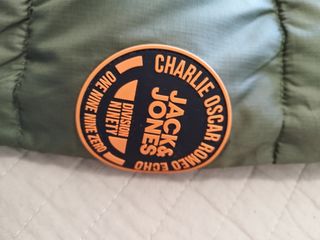 CHARLIE OSCAR ROMEO ECHO
JACK&
JONES
DIVISION
NINETY
ONE NINE NINE ZERO